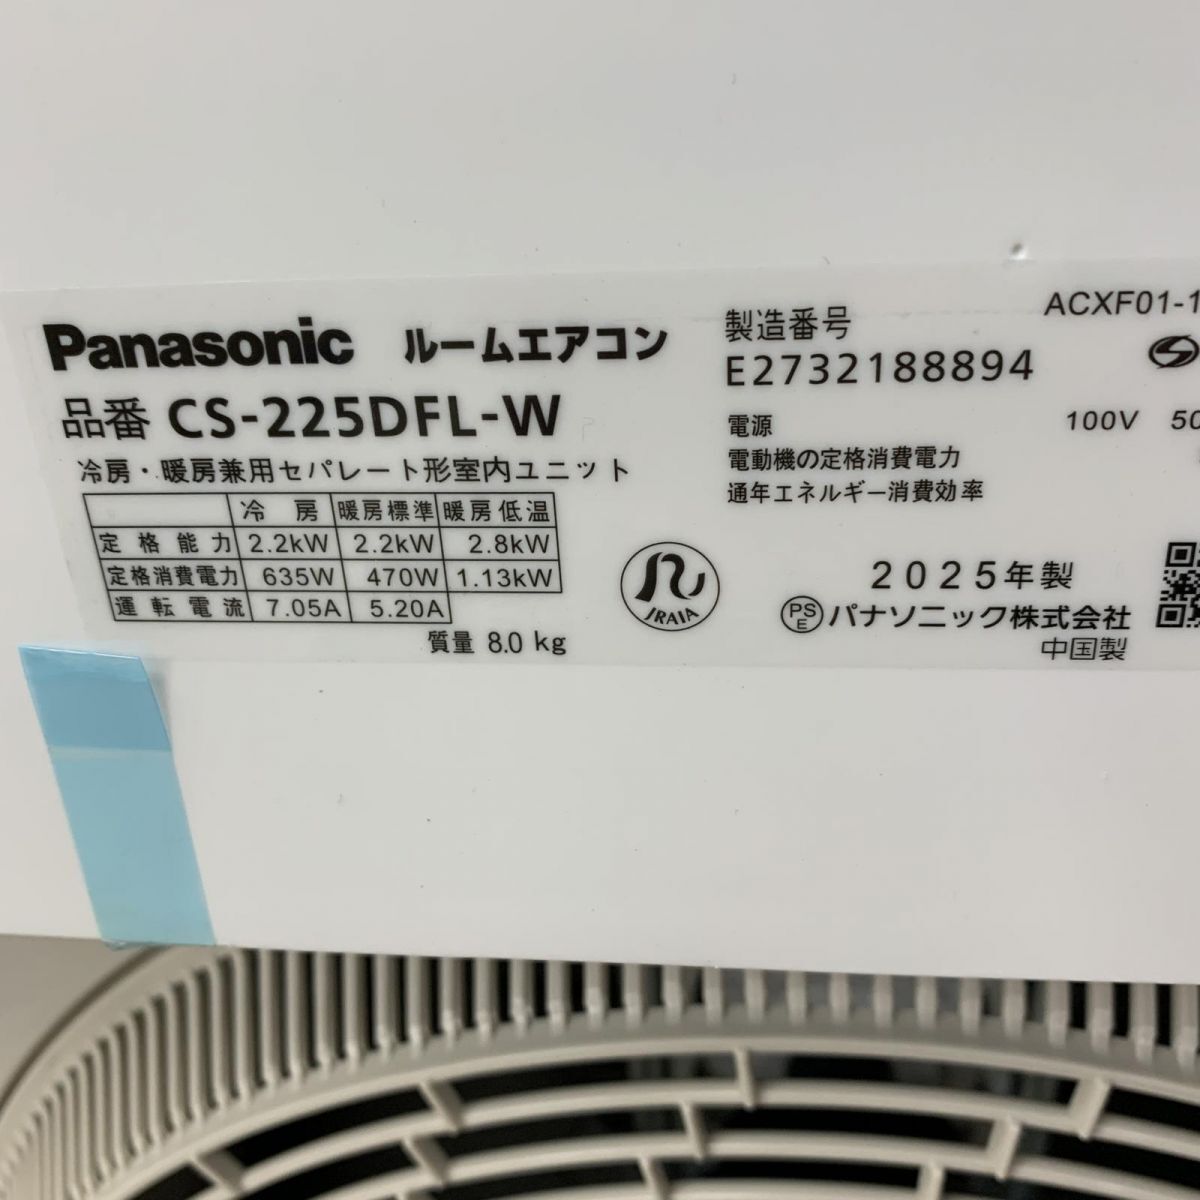 Panasonic ルームエアコン
品番 CS-225DFL-W
冷房・暖房兼用セパレート形室内ユニット
冷 房 暖房標準 暖房低温
定格能力 2.2kW 2.2kW 2.8kW
定格消費電力 635W 470W 1.13kW
運転電流 7.05A 5.20A
質量 8.0 kg
JRAIA
ACXF01-1
製造番号
E2732188894
電源 100V 50
電動機の定格消費電力
通年エネルギー消費効率
2025年製
PSE パナソニック株式会社
中国製